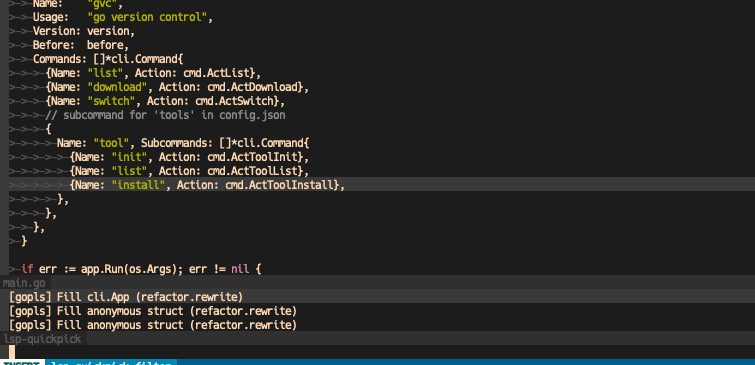 Name:    "gvc",
Usage:   "go version control",
Version: version,
Before:  before,
Commands: []*cli.Command{
{Name: "list", Action: cmd.ActList},
{Name: "download", Action: cmd.ActDownload},
{Name: "switch", Action: cmd.ActSwitch},
// subcommand for 'tools' in config.json
{
Name: "tool", Subcommands: []*cli.Command{
{Name: "init", Action: cmd.ActToolInit},
{Name: "list", Action: cmd.ActToolList},
{Name: "install", Action: cmd.ActToolInstall},
},
},
},
}
if err := app.Run(os.Args); err != nil {
main.go
[gopls] Fill cli.App (refactor.rewrite)
[gopls] Fill anonymous struct (refactor.rewrite)
[gopls] Fill anonymous struct (refactor.rewrite)
lsp-quickpick
INSERT lsp-quickpick-filter